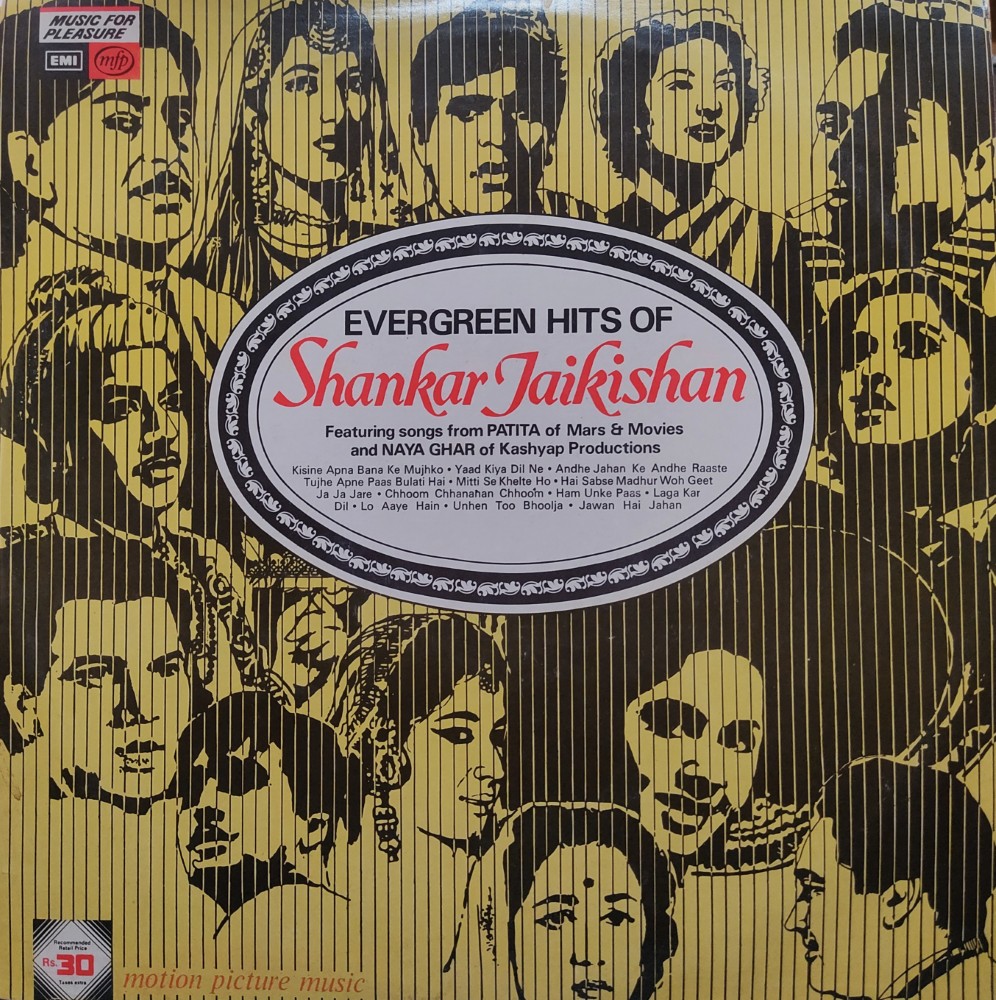 MUSIC FOR
PLEASURE
EMI mfp
EVERGREEN HITS OF
Shankar Jaikishan
Featuring songs from PATITA of Mars & Movies
and NAYA GHAR of Kashyap Productions
Kisine Apna Bana Ke Mujhko • Yaad Kiya Dil Ne • Andhe Jahan Ke Andhe Raaste
Tujhe Apne Paas Bulati Hai • Mitti Se Khelte Ho • Hai Sabse Madhur Woh Geet
Ja Ja Jare • Chhoom Chhanahan Chhoom • Ham Unke Paas • Laga Kar
Dil • Lo Aaye Hain • Unhen Too Bhoolja • Jawan Hai Jahan
Recommended
Retail Price
Rs. 30
Taxes extra
motion picture music